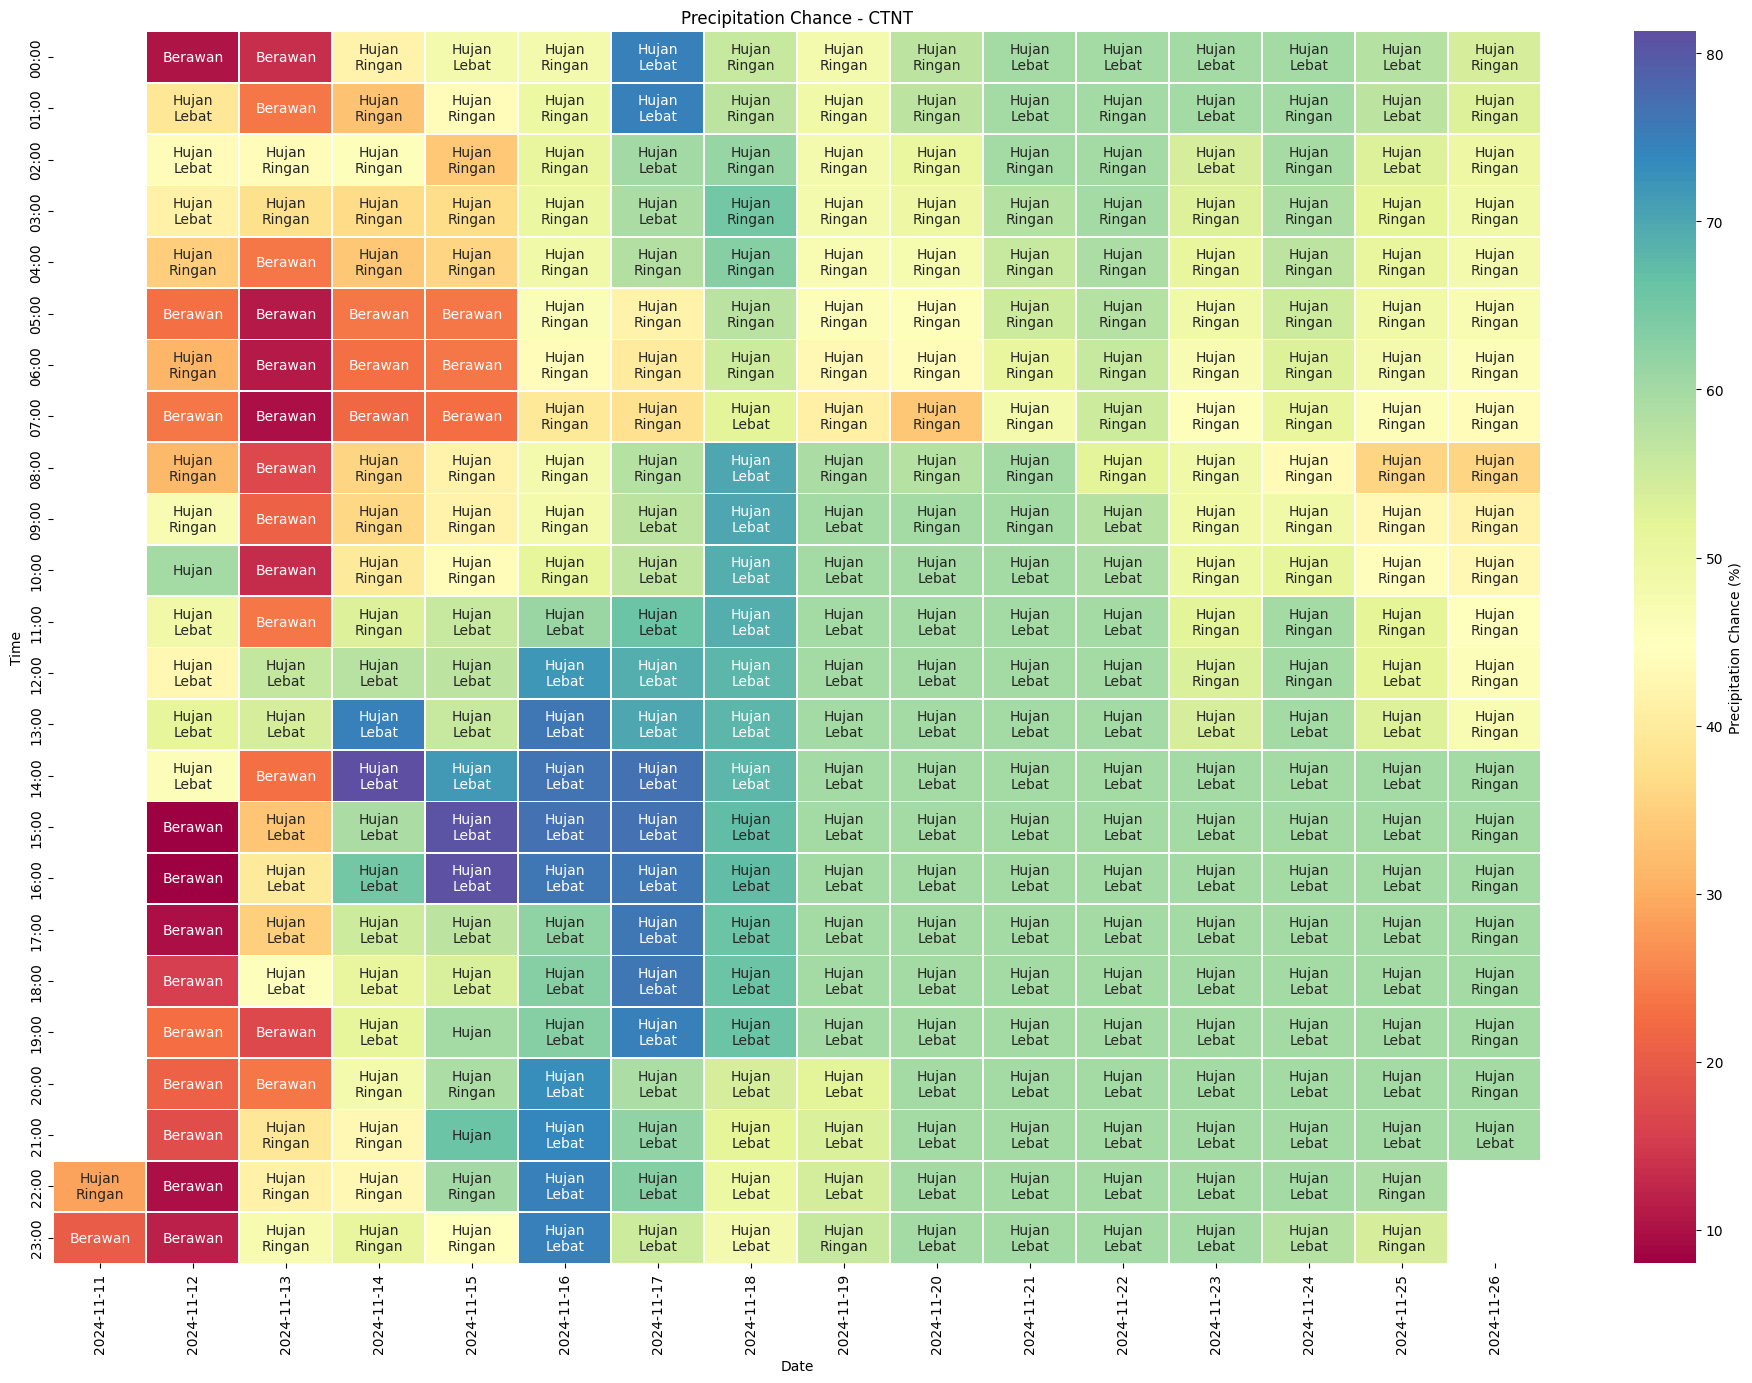 Precipitation Chance - CTNT
Time
00:00 Berawan Berawan Hujan Ringan Hujan Lebat Hujan Ringan Hujan Lebat Hujan Ringan Hujan Ringan Hujan Ringan Hujan Lebat Hujan Lebat Hujan Lebat Hujan Lebat Hujan Lebat Hujan Ringan
01:00 Hujan Lebat Berawan Hujan Ringan Hujan Ringan Hujan Ringan Hujan Lebat Hujan Ringan Hujan Ringan Hujan Ringan Hujan Lebat Hujan Ringan Hujan Lebat Hujan Ringan Hujan Lebat Hujan Ringan
02:00 Hujan Lebat Hujan Ringan Hujan Ringan Hujan Ringan Hujan Ringan Hujan Lebat Hujan Ringan Hujan Ringan Hujan Ringan Hujan Ringan Hujan Ringan Hujan Lebat Hujan Ringan Hujan Lebat Hujan Ringan
03:00 Hujan Lebat Hujan Ringan Hujan Ringan Hujan Ringan Hujan Ringan Hujan Lebat Hujan Ringan Hujan Ringan Hujan Ringan Hujan Ringan Hujan Ringan Hujan Ringan Hujan Ringan Hujan Ringan Hujan Ringan
04:00 Hujan Ringan Berawan Hujan Ringan Hujan Ringan Hujan Ringan Hujan Ringan Hujan Ringan Hujan Ringan Hujan Ringan Hujan Ringan Hujan Ringan Hujan Ringan Hujan Ringan Hujan Ringan Hujan Ringan
05:00 Berawan Berawan Berawan Berawan Hujan Ringan Hujan Ringan Hujan Ringan Hujan Ringan Hujan Ringan Hujan Ringan Hujan Ringan Hujan Ringan Hujan Ringan Hujan Ringan Hujan Ringan
06:00 Hujan Ringan Berawan Berawan Berawan Hujan Ringan Hujan Ringan Hujan Ringan Hujan Ringan Hujan Ringan Hujan Ringan Hujan Ringan Hujan Ringan Hujan Ringan Hujan Ringan Hujan Ringan
07:00 Berawan Berawan Berawan Berawan Hujan Ringan Hujan Ringan Hujan Lebat Hujan Ringan Hujan Ringan Hujan Ringan Hujan Ringan Hujan Ringan Hujan Ringan Hujan Ringan Hujan Ringan
08:00 Hujan Ringan Berawan Hujan Ringan Hujan Ringan Hujan Ringan Hujan Ringan Hujan Lebat Hujan Ringan Hujan Ringan Hujan Ringan Hujan Ringan Hujan Ringan Hujan Ringan Hujan Ringan Hujan Ringan
09:00 Hujan Ringan Berawan Hujan Ringan Hujan Ringan Hujan Ringan Hujan Lebat Hujan Lebat Hujan Lebat Hujan Ringan Hujan Ringan Hujan Lebat Hujan Ringan Hujan Ringan Hujan Ringan Hujan Ringan
10:00 Hujan Berawan Hujan Ringan Hujan Ringan Hujan Ringan Hujan Lebat Hujan Lebat Hujan Lebat Hujan Lebat Hujan Lebat Hujan Lebat Hujan Ringan Hujan Ringan Hujan Ringan Hujan Ringan
11:00 Hujan Lebat Berawan Hujan Ringan Hujan Lebat Hujan Lebat Hujan Lebat Hujan Lebat Hujan Lebat Hujan Lebat Hujan Lebat Hujan Lebat Hujan Ringan Hujan Ringan Hujan Ringan Hujan Ringan
12:00 Hujan Lebat Hujan Lebat Hujan Lebat Hujan Lebat Hujan Lebat Hujan Lebat Hujan Lebat Hujan Lebat Hujan Lebat Hujan Lebat Hujan Lebat Hujan Ringan Hujan Ringan Hujan Lebat Hujan Ringan
13:00 Hujan Lebat Hujan Lebat Hujan Lebat Hujan Lebat Hujan Lebat Hujan Lebat Hujan Lebat Hujan Lebat Hujan Lebat Hujan Lebat Hujan Lebat Hujan Lebat Hujan Lebat Hujan Lebat Hujan Ringan
14:00 Hujan Lebat Berawan Hujan Lebat Hujan Lebat Hujan Lebat Hujan Lebat Hujan Lebat Hujan Lebat Hujan Lebat Hujan Lebat Hujan Lebat Hujan Lebat Hujan Lebat Hujan Lebat Hujan Ringan
15:00 Berawan Hujan Lebat Hujan Lebat Hujan Lebat Hujan Lebat Hujan Lebat Hujan Lebat Hujan Lebat Hujan Lebat Hujan Lebat Hujan Lebat Hujan Lebat Hujan Lebat Hujan Lebat Hujan Ringan
16:00 Berawan Hujan Lebat Hujan Lebat Hujan Lebat Hujan Lebat Hujan Lebat Hujan Lebat Hujan Lebat Hujan Lebat Hujan Lebat Hujan Lebat Hujan Lebat Hujan Lebat Hujan Lebat Hujan Ringan
17:00 Berawan Hujan Lebat Hujan Lebat Hujan Lebat Hujan Lebat Hujan Lebat Hujan Lebat Hujan Lebat Hujan Lebat Hujan Lebat Hujan Lebat Hujan Lebat Hujan Lebat Hujan Lebat Hujan Ringan
18:00 Berawan Hujan Lebat Hujan Lebat Hujan Lebat Hujan Lebat Hujan Lebat Hujan Lebat Hujan Lebat Hujan Lebat Hujan Lebat Hujan Lebat Hujan Lebat Hujan Lebat Hujan Lebat Hujan Ringan
19:00 Berawan Berawan Hujan Lebat Hujan Hujan Lebat Hujan Lebat Hujan Lebat Hujan Lebat Hujan Lebat Hujan Lebat Hujan Lebat Hujan Lebat Hujan Lebat Hujan Lebat Hujan Ringan
20:00 Berawan Berawan Hujan Ringan Hujan Ringan Hujan Lebat Hujan Lebat Hujan Lebat Hujan Lebat Hujan Lebat Hujan Lebat Hujan Lebat Hujan Lebat Hujan Lebat Hujan Lebat Hujan Ringan
21:00 Berawan Hujan Ringan Hujan Ringan Hujan Hujan Lebat Hujan Lebat Hujan Lebat Hujan Lebat Hujan Lebat Hujan Lebat Hujan Lebat Hujan Lebat Hujan Lebat Hujan Lebat Hujan Lebat
22:00 Hujan Ringan Berawan Hujan Ringan Hujan Ringan Hujan Ringan Hujan Lebat Hujan Lebat Hujan Lebat Hujan Lebat Hujan Lebat Hujan Lebat Hujan Lebat Hujan Lebat Hujan Lebat Hujan Ringan
23:00 Berawan Berawan Hujan Ringan Hujan Ringan Hujan Ringan Hujan Lebat Hujan Lebat Hujan Lebat Hujan Ringan Hujan Lebat Hujan Lebat Hujan Lebat Hujan Lebat Hujan Lebat Hujan Ringan
2024-11-11 2024-11-12 2024-11-13 2024-11-14 2024-11-15 2024-11-16 2024-11-17 2024-11-18 2024-11-19 2024-11-20 2024-11-21 2024-11-22 2024-11-23 2024-11-24 2024-11-25 2024-11-26
Date
80
70
60
50
40
30
20
10
Precipitation Chance (%)